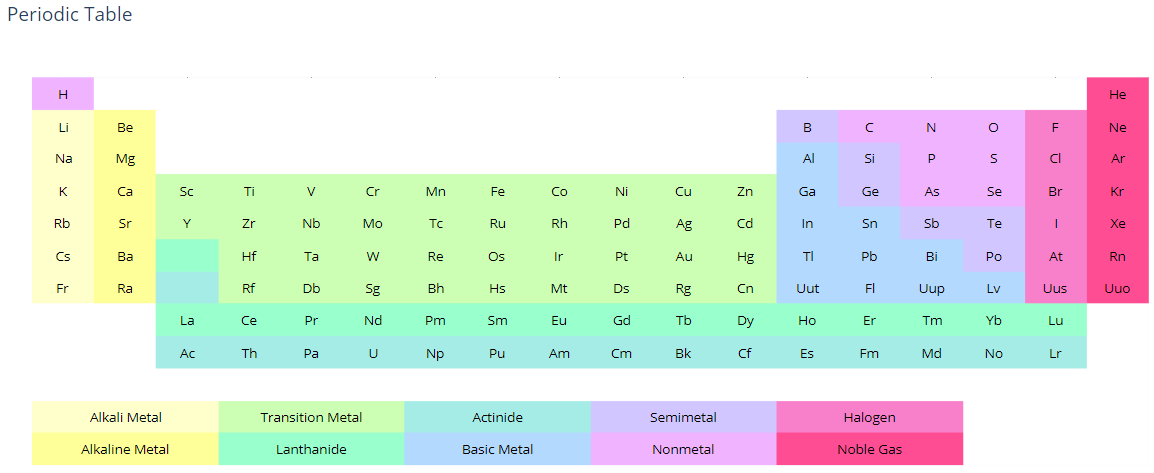 Periodic Table
H He
Li Be B C N O F Ne
Na Mg Al Si P S Cl Ar
K Ca Sc Ti V Cr Mn Fe Co Ni Cu Zn Ga Ge As Se Br Kr
Rb Sr Y Zr Nb Mo Tc Ru Rh Pd Ag Cd In Sn Sb Te I Xe
Cs Ba Hf Ta W Re Os Ir Pt Au Hg Tl Pb Bi Po At Rn
Fr Ra Rf Db Sg Bh Hs Mt Ds Rg Cn Uut Fl Uup Lv Uus Uuo
La Ce Pr Nd Pm Sm Eu Gd Tb Dy Ho Er Tm Yb Lu
Ac Th Pa U Np Pu Am Cm Bk Cf Es Fm Md No Lr
Alkali Metal Transition Metal Actinide Semimetal Halogen
Alkaline Metal Lanthanide Basic Metal Nonmetal Noble Gas